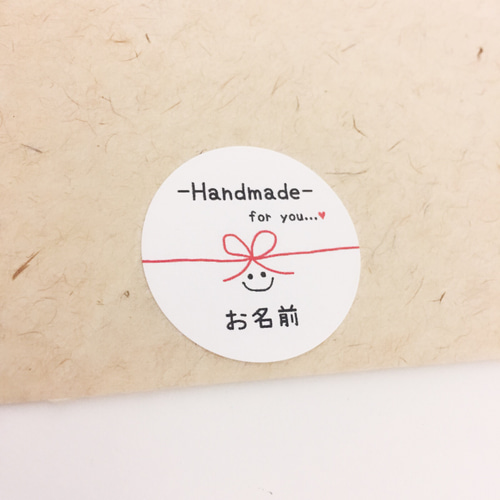 -Handmade-
for you...♥
お名前